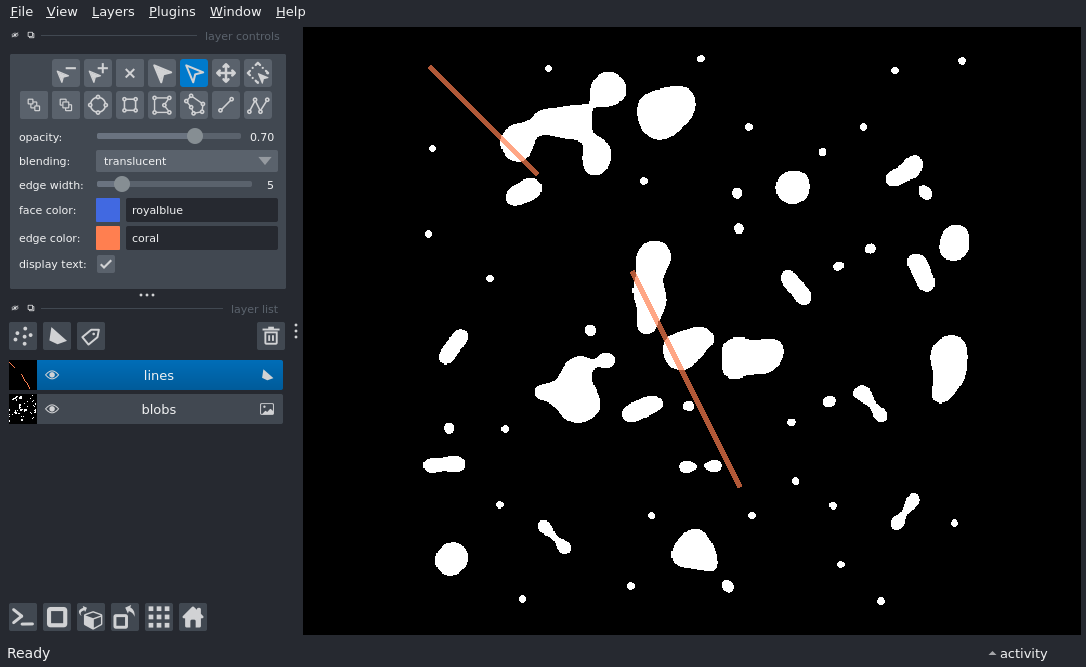 File View Layers Plugins Window Help
layer controls
opacity: 0.70
blending: translucent
edge width: 5
face color: royalblue
edge color: coral
display text:
layer list
lines
blobs
Ready
activity